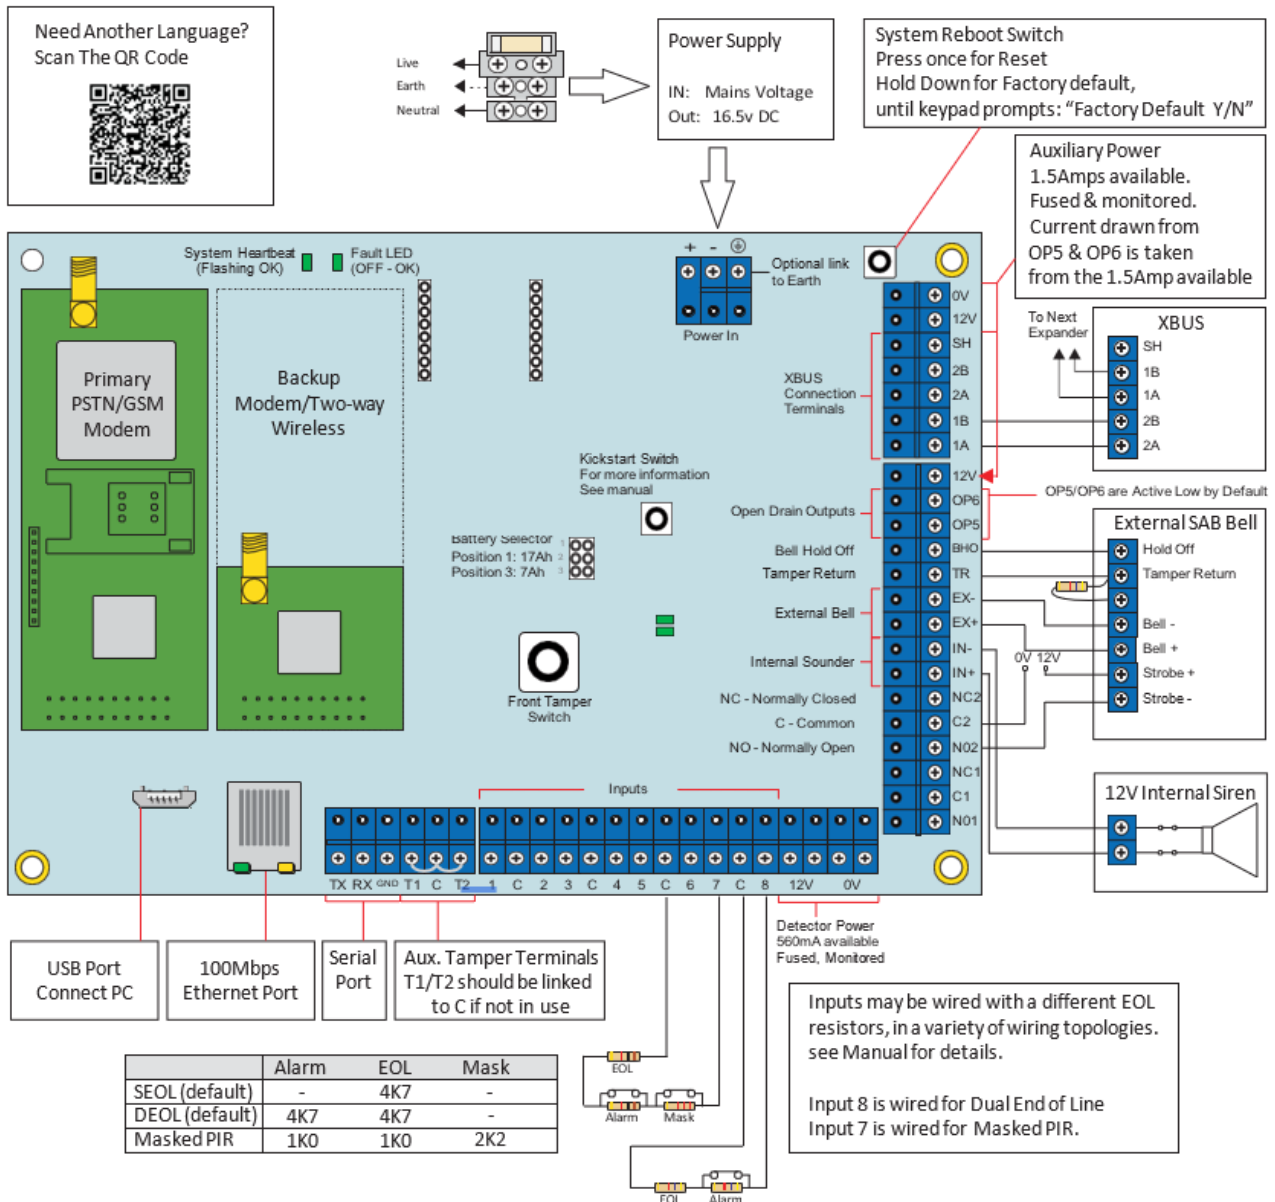 Need Another Language?
Scan The QR Code
Live
Earth
Neutral
Power Supply
IN: Mains Voltage
Out: 16.5v DC
System Reboot Switch
Press once for Reset
Hold Down for Factory default,
until keypad prompts: “Factory Default Y/N”
Auxiliary Power
1.5Amps available.
Fused & monitored.
Current drawn from
OP5 & OP6 is taken
from the 1.5Amp available
System Heartbeat
(Flashing OK)
Fault LED
(OFF - OK)
+ -
Optional link
to Earth
Power In
Primary
PSTN/GSM
Modem
Backup
Modem/Two-way
Wireless
XBUS
Connection
Terminals
0V
12V
SH
2B
2A
1B
1A
To Next
Expander
XBUS
SH
1B
1A
2B
2A
Kickstart Switch
For more information
See manual
Battery Selector 1
Position 1: 17Ah 2
Position 3: 7Ah 3
Open Drain Outputs
Bell Hold Off
Tamper Return
External Bell
Internal Sounder
NC - Normally Closed
C - Common
NO - Normally Open
12V
OP6
OP5
BHO
TR
EX-
EX+
IN-
IN+
NC2
C2
N02
NC1
C1
N01
OP5/OP6 are Active Low by Default
External SAB Bell
Hold Off
Tamper Return
Bell -
Bell +
Strobe +
Strobe -
0V 12V
Front Tamper
Switch
12V Internal Siren
Inputs
TX RX GND T1 C T2 1 C 2 3 C 4 5 C 6 7 C 8 12V 0V
Detector Power
560mA available
Fused, Monitored
USB Port
Connect PC
100Mbps
Ethernet Port
Serial
Port
Aux. Tamper Terminals
T1/T2 should be linked
to C if not in use
Inputs may be wired with a different EOL
resistors, in a variety of wiring topologies.
see Manual for details.
Input 8 is wired for Dual End of Line
Input 7 is wired for Masked PIR.
Alarm EOL Mask
SEOL (default) - 4K7 -
DEOL (default) 4K7 4K7 -
Masked PIR 1K0 1K0 2K2
EOL
Alarm Mask
EOL Alarm